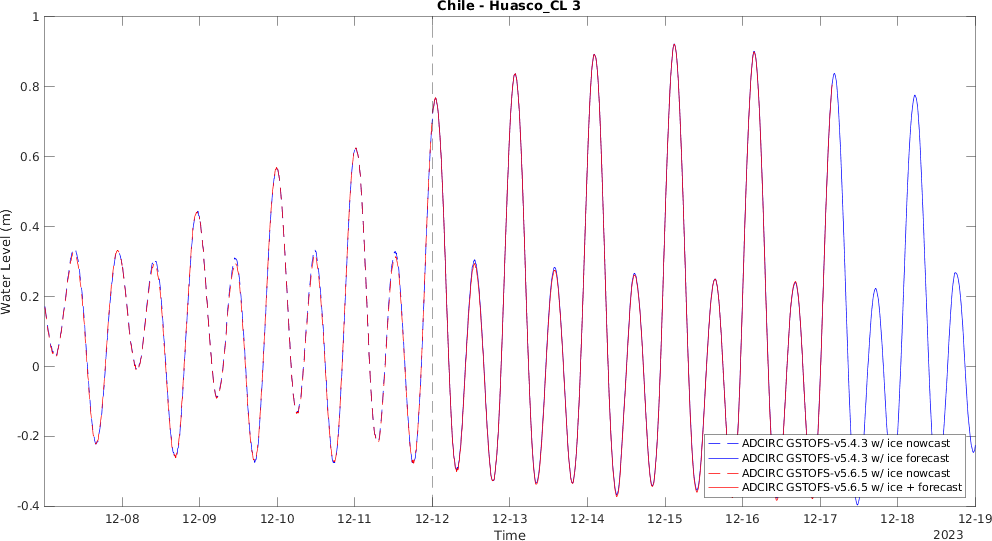 Chile - Huasco_CL 3
Water Level (m)
1
0.8
0.6
0.4
0.2
0
-0.2
-0.4
ADCIRC GSTOFS-v5.4.3 w/ ice nowcast
ADCIRC GSTOFS-v5.4.3 w/ ice forecast
ADCIRC GSTOFS-v5.6.5 w/ ice nowcast
ADCIRC GSTOFS-v5.6.5 w/ ice + forecast
12-08 12-09 12-10 12-11 12-12 12-13 12-14 12-15 12-16 12-17 12-18 12-19
Time
2023